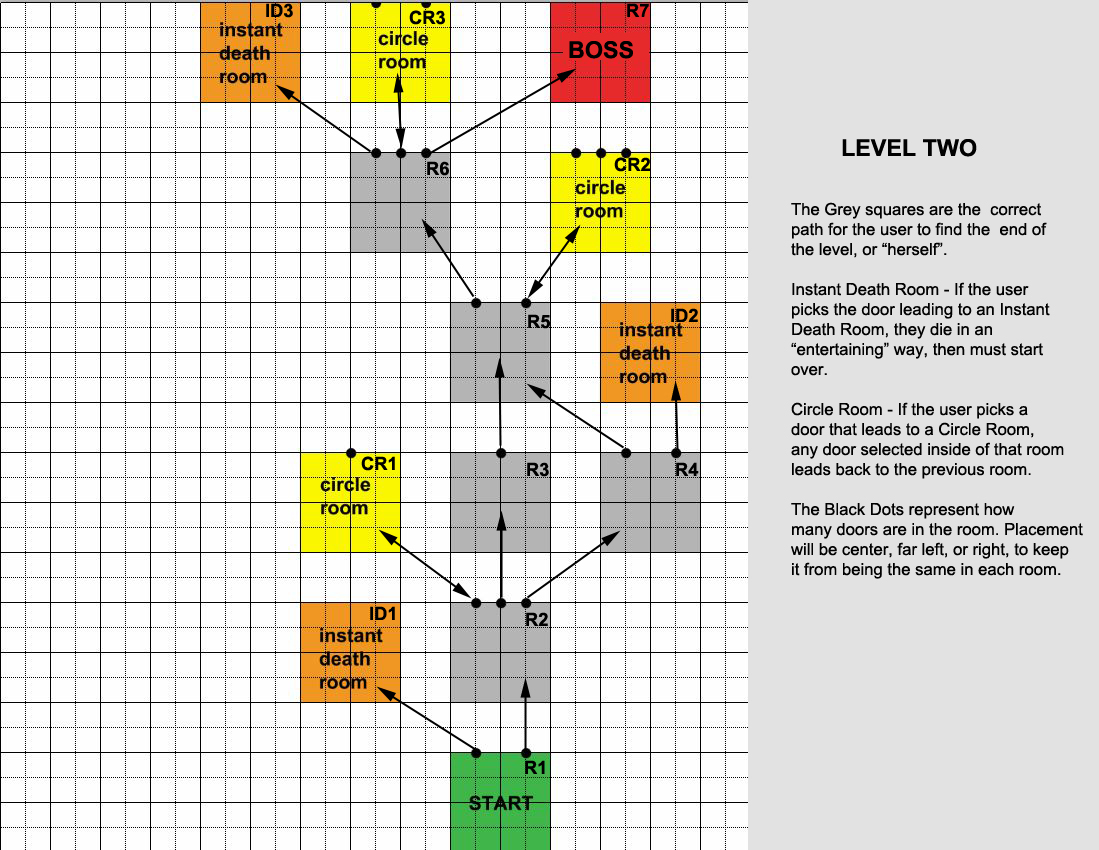 ID3
instant
death
room
CR3
circle
room
R7
BOSS
R6
CR2
circle
room
R5
ID2
instant
death
room
CR1
circle
room
R3
R4
ID1
instant
death
room
R2
R1
START
LEVEL TWO
The Grey squares are the  correct
path for the user to find the  end of
the level, or “herself”.
Instant Death Room - If the user
picks the door leading to an Instant
Death Room, they die in an
“entertaining” way, then must start
over.
Circle Room - If the user picks a
door that leads to a Circle Room,
any door selected inside of that room
leads back to the previous room.
The Black Dots represent how
many doors are in the room. Placement
will be center, far left, or right, to keep
it from being the same in each room.